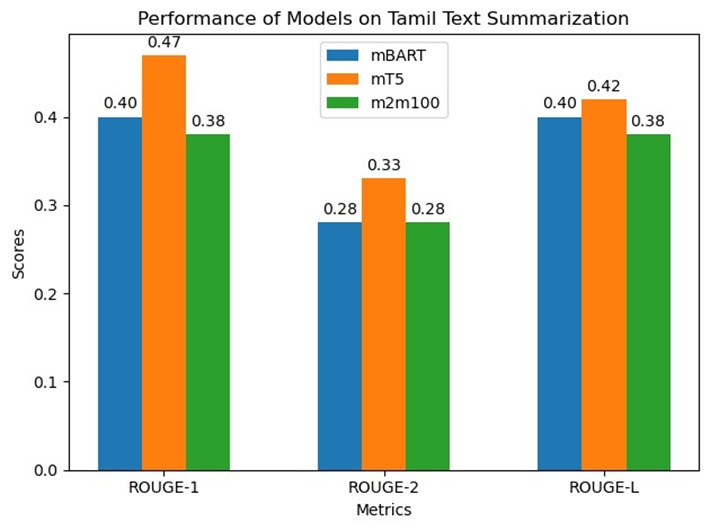 Performance of Models on Tamil Text Summarization
mBART
mT5
m2m100
0.40
0.47
0.38
0.28
0.33
0.28
0.40
0.42
0.38
Scores
0.4
0.3
0.2
0.1
0.0
ROUGE-1
ROUGE-2
ROUGE-L
Metrics